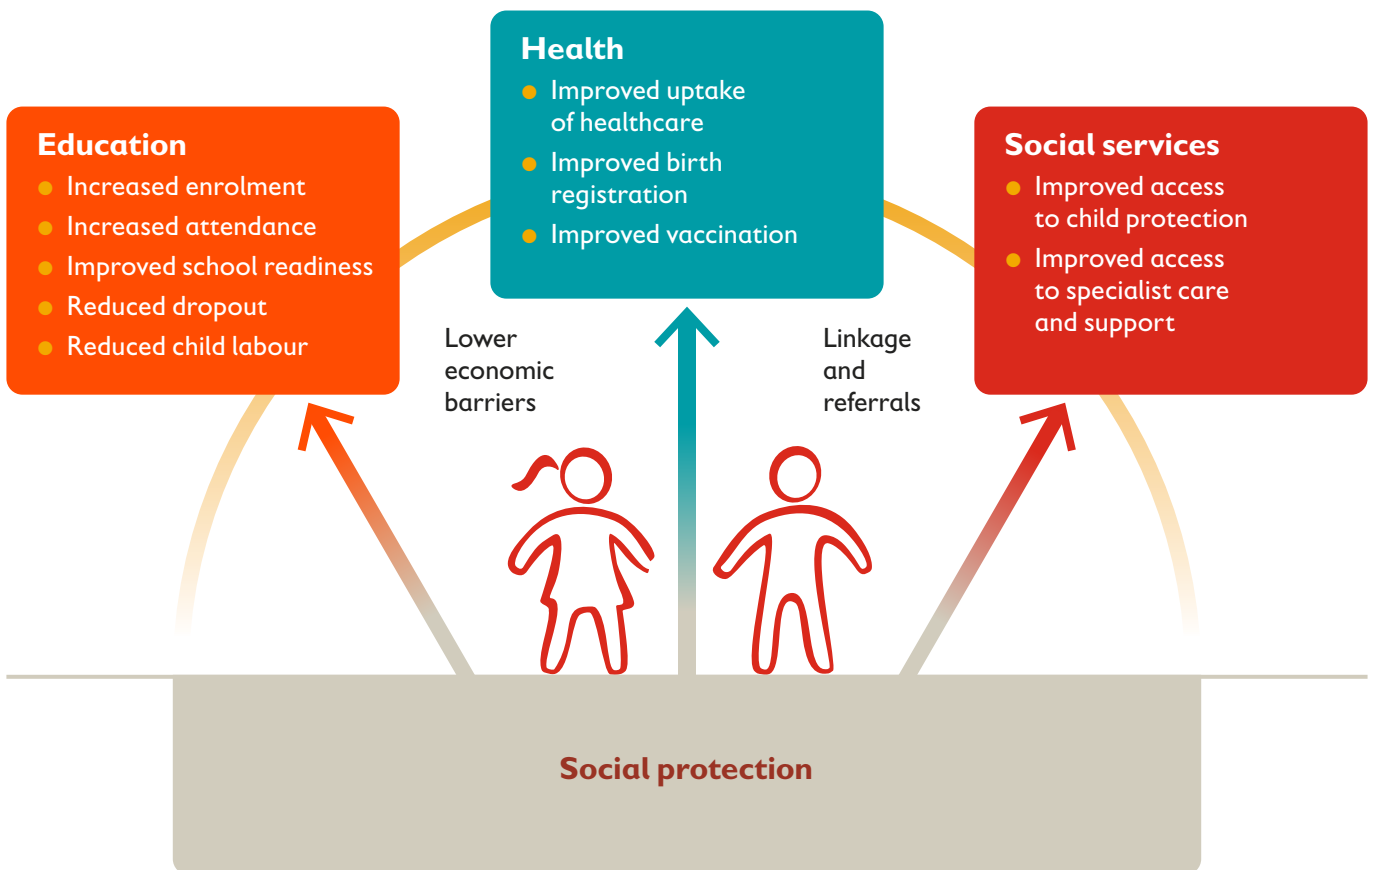 Health
Improved uptake
of healthcare
Improved birth
registration
Improved vaccination
Education
Increased enrolment
Increased attendance
Improved school readiness
Reduced dropout
Reduced child labour
Social services
Improved access
to child protection
Improved access
to specialist care
and support
Lower
economic
barriers
Linkage
and
referrals
Social protection